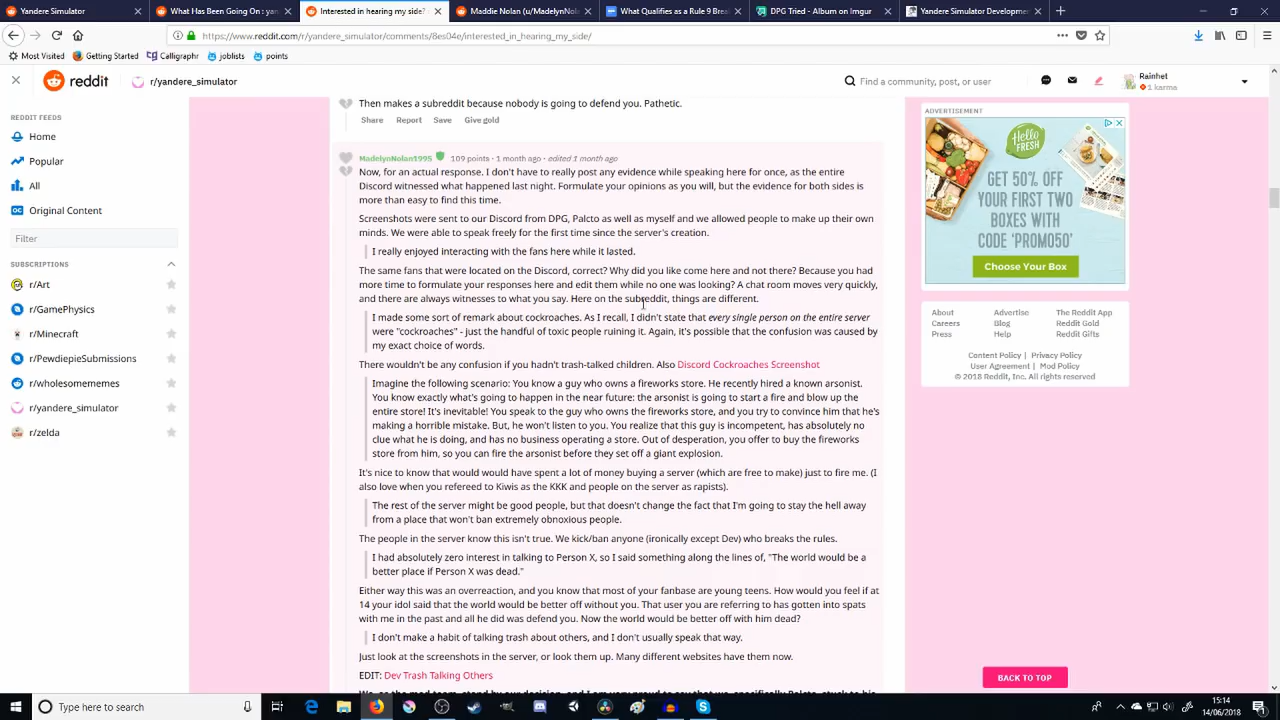 Yandere Simulator
What Has Been Going On : yan
Interested in hearing my side?
Maddie Nolan (u/MadelynNola
What Qualifies as a Rule 9 Break
DPG Tried - Album on Imgur
Yandere Simulator Developme
https://www.reddit.com/r/yandere_simulator/comments/8es04e/interested_in_hearing_my_side/
Most Visited
Getting Started
Calligraphr
joblists
points
reddit
r/yandere_simulator
Find a community, post, or user
Rainhet
1 karma
REDDIT FEEDS
Home
Popular
All
Original Content
Filter
SUBSCRIPTIONS
r/Art
r/GamePhysics
r/Minecraft
r/PewdiepieSubmissions
r/wholesomememes
r/yandere_simulator
r/zelda
Then makes a subreddit because nobody is going to defend you. Pathetic.
Share Report Save Give gold
MadelynNolan1995 109 points · 1 month ago · edited 1 month ago
Now, for an actual response. I don't have to really post any evidence while speaking here for once, as the entire
Discord witnessed what happened last night. Formulate your opinions as you will, but the evidence for both sides is
more than easy to find this time.
Screenshots were sent to our Discord from DPG, Palcto as well as myself and we allowed people to make up their own
minds. We were able to speak freely for the first time since the server's creation.
I really enjoyed interacting with the fans here while it lasted.
The same fans that were located on the Discord, correct? Why did you like come here and not there? Because you had
more time to formulate your responses here and edit them while no one was looking? A chat room moves very quickly,
and there are always witnesses to what you say. Here on the subreddit, things are different.
I made some sort of remark about cockroaches. As I recall, I didn't state that every single person on the entire server
were "cockroaches" - just the handful of toxic people ruining it. Again, it's possible that the confusion was caused by
my exact choice of words.
There wouldn't be any confusion if you hadn't trash-talked children. Also Discord Cockroaches Screenshot
Imagine the following scenario: You know a guy who owns a fireworks store. He recently hired a known arsonist.
You know exactly what's going to happen in the near future: the arsonist is going to start a fire and blow up the
entire store! It's inevitable! You speak to the guy who owns the fireworks store, and you try to convince him that he's
making a horrible mistake. But, he won't listen to you. You realize that this guy is incompetent, has absolutely no
clue what he is doing, and has no business operating a store. Out of desperation, you offer to buy the fireworks
store from him, so you can fire the arsonist before they set off a giant explosion.
It's nice to know that would would have spent a lot of money buying a server (which are free to make) just to fire me. (I
also love when you refereed to Kiwis as the KKK and people on the server as rapists).
The rest of the server might be good people, but that doesn't change the fact that I'm going to stay the hell away
from a place that won't ban extremely obnoxious people.
The people in the server know this isn't true. We kick/ban anyone (ironically except Dev) who breaks the rules.
I had absolutely zero interest in talking to Person X, so I said something along the lines of, "The world would be a
better place if Person X was dead."
Either way this was an overreaction, and you know that most of your fanbase are young teens. How would you feel if at
14 your idol said that the world would be better off without you. That user you are referring to has gotten into spats
with me in the past and all he did was defend you. Now the world would be better off with him dead?
I don't make a habit of talking trash about others, and I don't usually speak that way.
Just look at the screenshots in the server, or look them up. Many different websites have them now.
EDIT: Dev Trash Talking Others
ADVERTISEMENT
Hello
FRESH
GET 50% OFF
YOUR FIRST TWO
BOXES WITH
CODE 'PROMO50'
Choose Your Box
About Advertise The Reddit App
Careers Blog Reddit Gold
Press Help Reddit Gifts
Content Policy | Privacy Policy
User Agreement | Mod Policy
© 2018 Reddit, Inc. All rights reserved
BACK TO TOP
Type here to search
15:14
14/06/2018